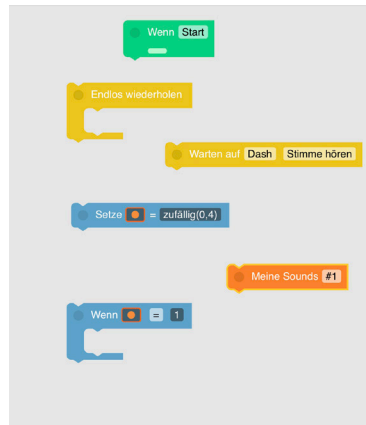 Wenn Start
Endlos wiederholen
Warten auf Dash Stimme hören
Setze = zufällig(0,4)
Meine Sounds #1
Wenn = 1